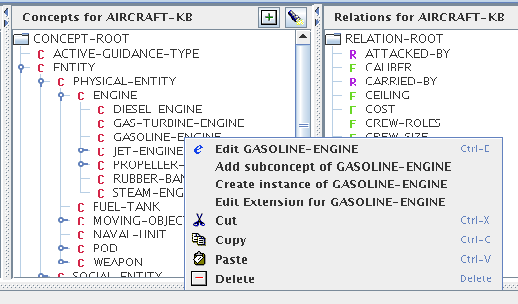 Concepts for AIRCRAFT-KB
CONCEPT-ROOT
C ACTIVE-GUIDANCE-TYPE
C ENTITY
C PHYSICAL-ENTITY
C ENGINE
C DIESEL-ENGINE
C GAS-TURBINE-ENGINE
C GASOLINE-ENGINE
C JET-ENGINE
C PROPELLER-
C RUBBER-BAN
C STEAM-ENG
C FUEL-TANK
C MOVING-OBJEC
C NAVAL-UNIT
C POD
C WEAPON
C SOCIAL-ENTITY
Relations for AIRCRAFT-KB
RELATION-ROOT
R ATTACKED-BY
F CALIBER
R CARRIED-BY
F CEILING
F COST
F CREW-ROLES
F CREW-SIZE
Edit GASOLINE-ENGINE Ctrl-E
Add subconcept of GASOLINE-ENGINE
Create instance of GASOLINE-ENGINE
Edit Extension for GASOLINE-ENGINE
Cut Ctrl-X
Copy Ctrl-C
Paste Ctrl-V
Delete Delete